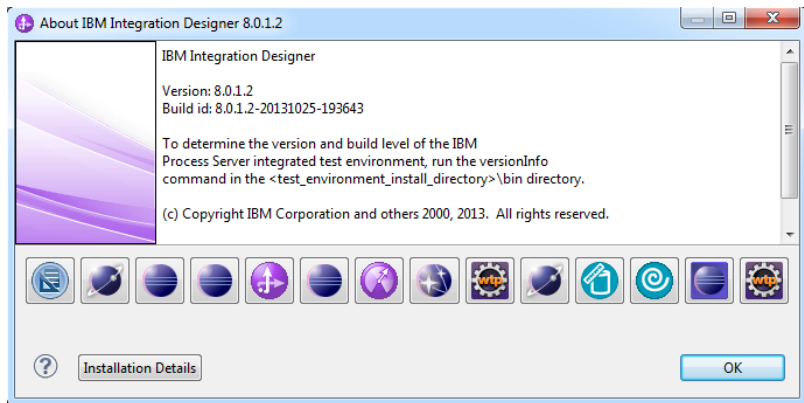 About IBM Integration Designer 8.0.1.2
IBM Integration Designer
Version: 8.0.1.2
Build id: 8.0.1.2-20131025-193643
To determine the version and build level of the IBM
Process Server integrated test environment, run the versionInfo
command in the <test_environment_install_directory>\bin directory.
(c) Copyright IBM Corporation and others 2000, 2013.  All rights reserved.
wtp
wtp
?
Installation Details
OK